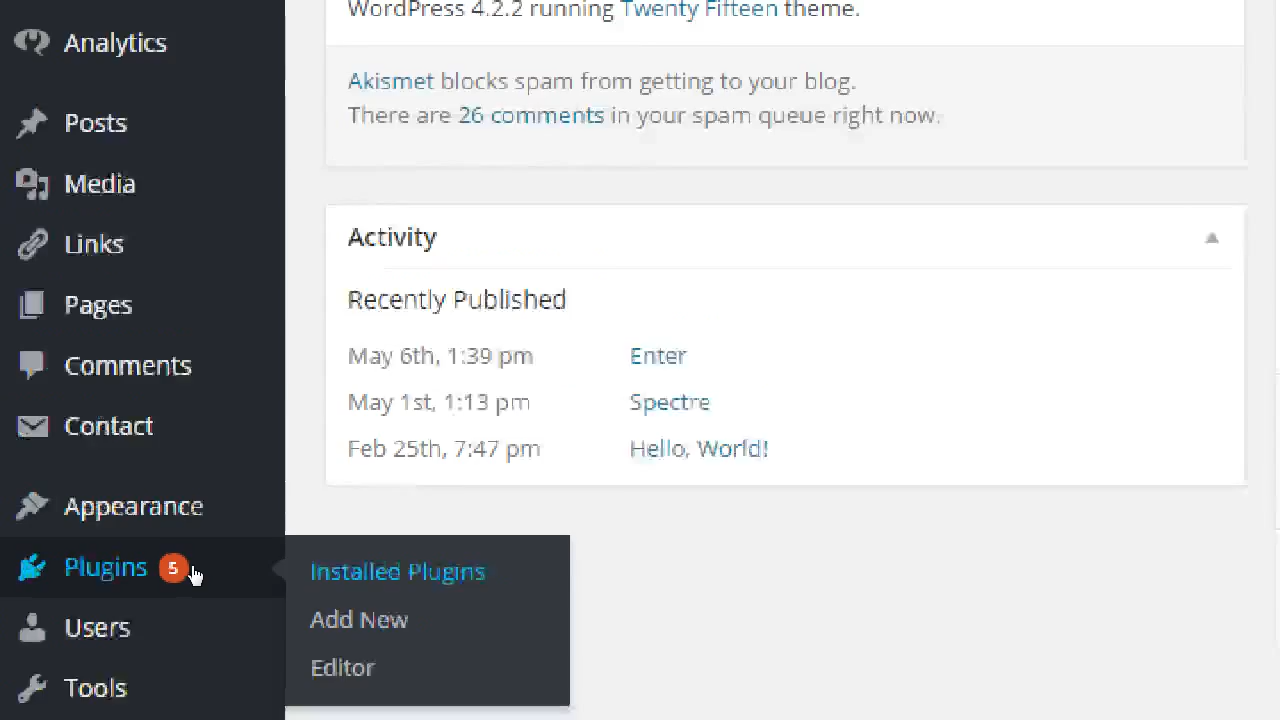 Analytics
Posts
Media
Links
Pages
Comments
Contact
Appearance
Plugins 5
Users
Tools
Installed Plugins
Add New
Editor
WordPress 4.2.2 running Twenty Fifteen theme.
Akismet blocks spam from getting to your blog.
There are 26 comments in your spam queue right now.
Activity
Recently Published
May 6th, 1:39 pm Enter
May 1st, 1:13 pm Spectre
Feb 25th, 7:47 pm Hello, World!